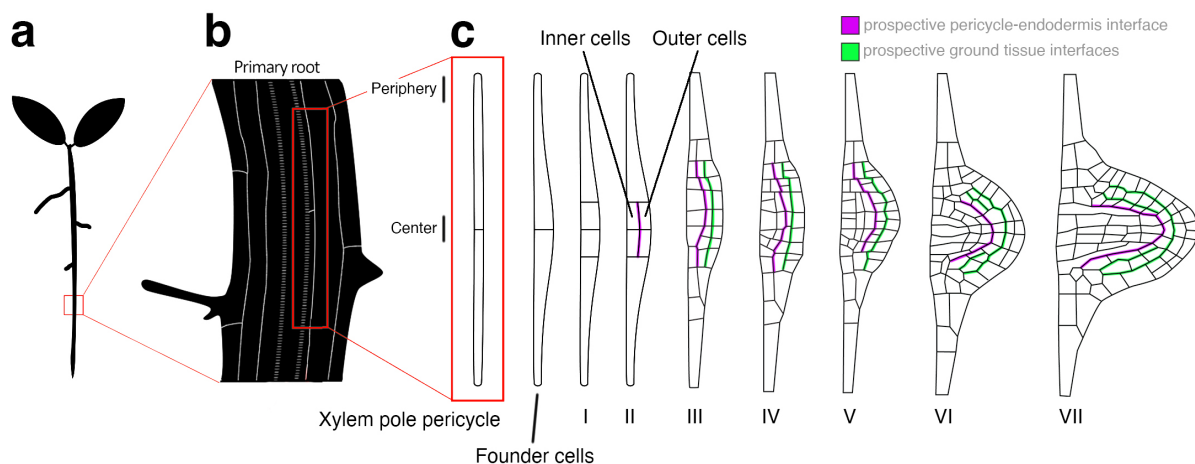 a
b
c
Inner cells
Outer cells
prospective pericycle-endodermis interface
prospective ground tissue interfaces
Primary root
Periphery
Center
Xylem pole pericycle
Founder cells
I
II
III
IV
V
VI
VII